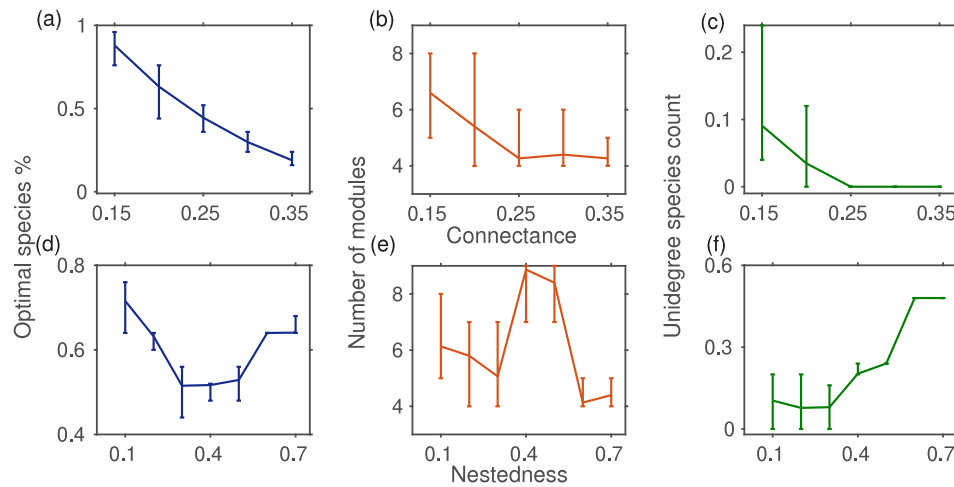 (a)
(b)
(c)
1
0.5
0
8
6
4
0.2
0.1
0
0.15 0.25 0.35
0.15 0.25 0.35
0.15 0.25 0.35
Connectance
Optimal species %
Number of modules
Unidegree species count
(d)
(e)
(f)
0.8
0.6
0.4
8
6
4
0.6
0.3
0
0.1 0.4 0.7
0.1 0.4 0.7
0.1 0.4 0.7
Nestedness